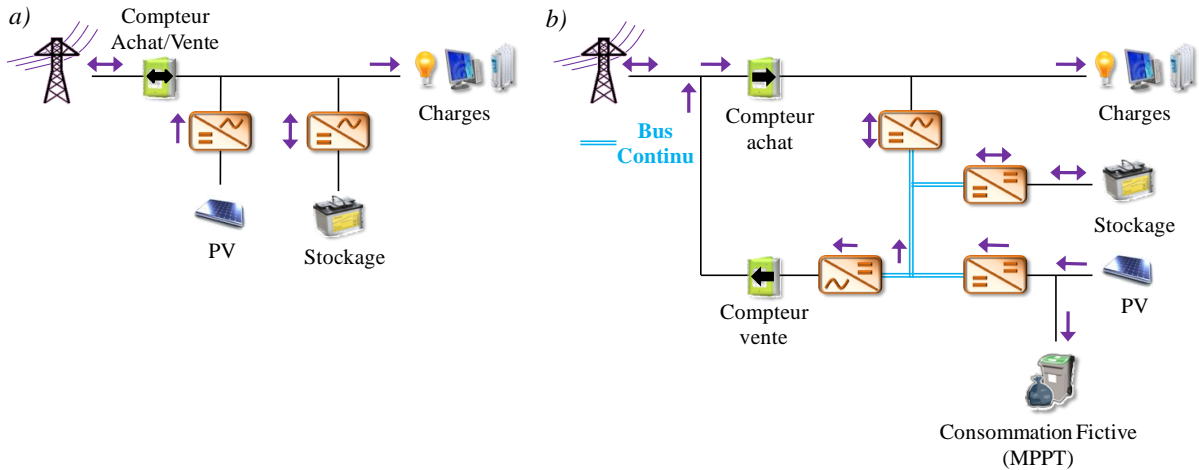 a)
Compteur
Achat/Vente
Charges
PV
Stockage
b)
Bus
Continu
Compteur
achat
Charges
Stockage
Compteur
vente
PV
Consommation Fictive
(MPPT)